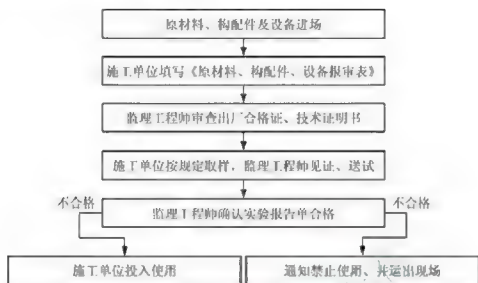 原材料、构配件及设备进场
施工单位填写《原材料、构配件、设备报审表》
监理工程师审查出厂合格证、技术证明书
施工单位按规定取样，监理工程师见证、送试
不合格
不合格
监理工程师确认实验报告单合格
施工单位投入使用
通知禁止使用、并运出现场